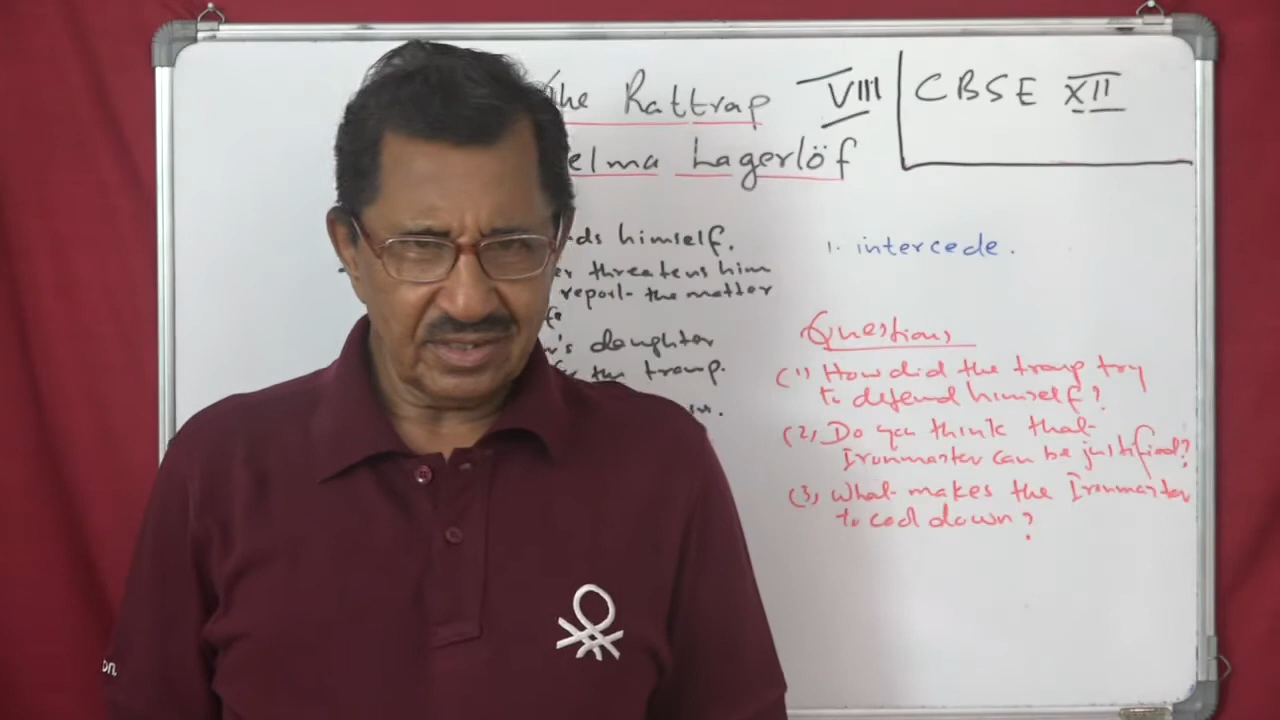 The Rattrap VIII
CBSE XII
elma Lagerlöf
ds himself.
er threatens him
report the matter
's daughter
the tramp.
1. intercede.
Questions
(1) How did the tramp try
to defend himself?
(2) Do you think that
Ironmaster can be justified?
(3) What makes the Ironmaster
to cool down?
on.